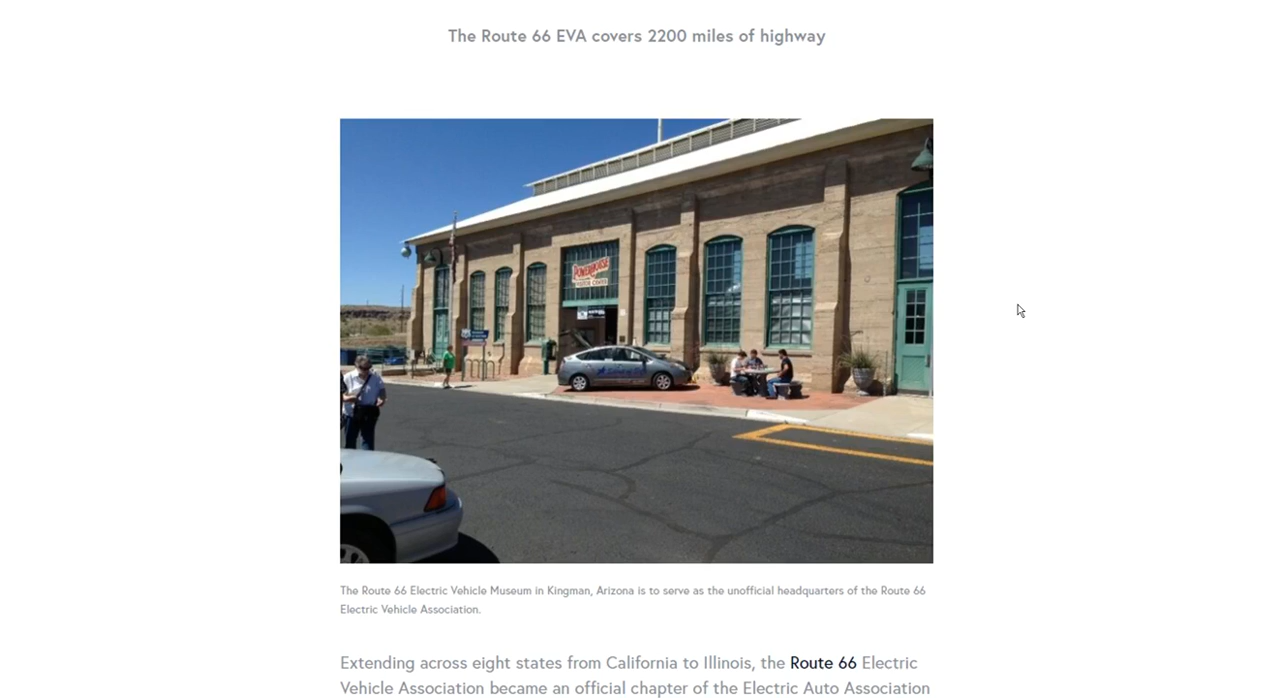 The Route 66 EVA covers 2200 miles of highway
POWERHOUSE
VISITOR CENTER
The Route 66 Electric Vehicle Museum in Kingman, Arizona is to serve as the unofficial headquarters of the Route 66
Electric Vehicle Association.
Extending across eight states from California to Illinois, the Route 66 Electric
Vehicle Association became an official chapter of the Electric Auto Association